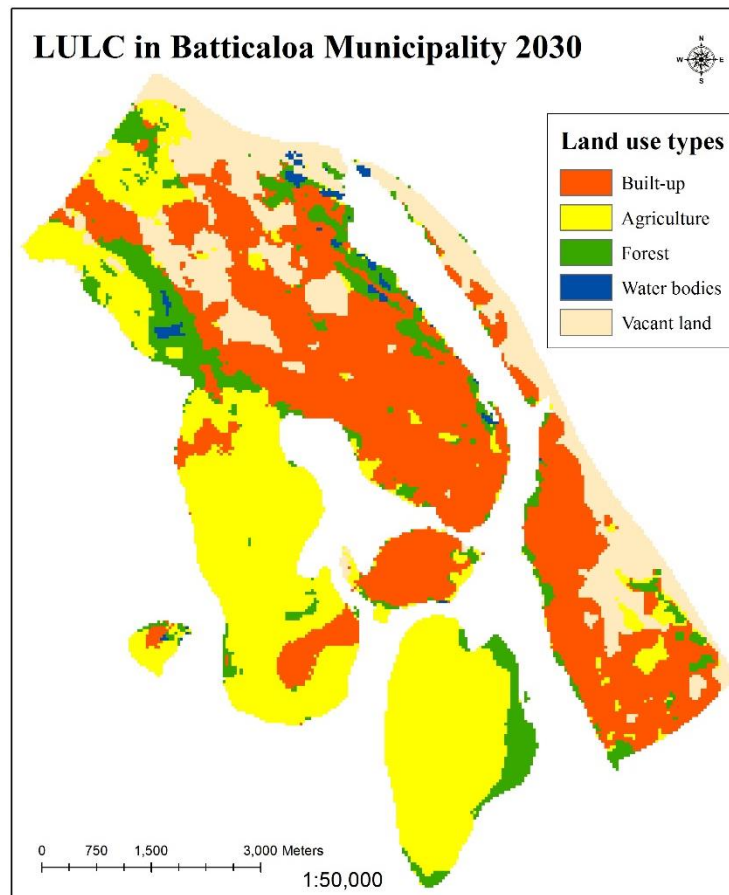 LULC in Batticaloa Municipality 2030
N
W E
S
Land use types
Built-up
Agriculture
Forest
Water bodies
Vacant land
0 750 1,500 3,000 Meters
1:50,000